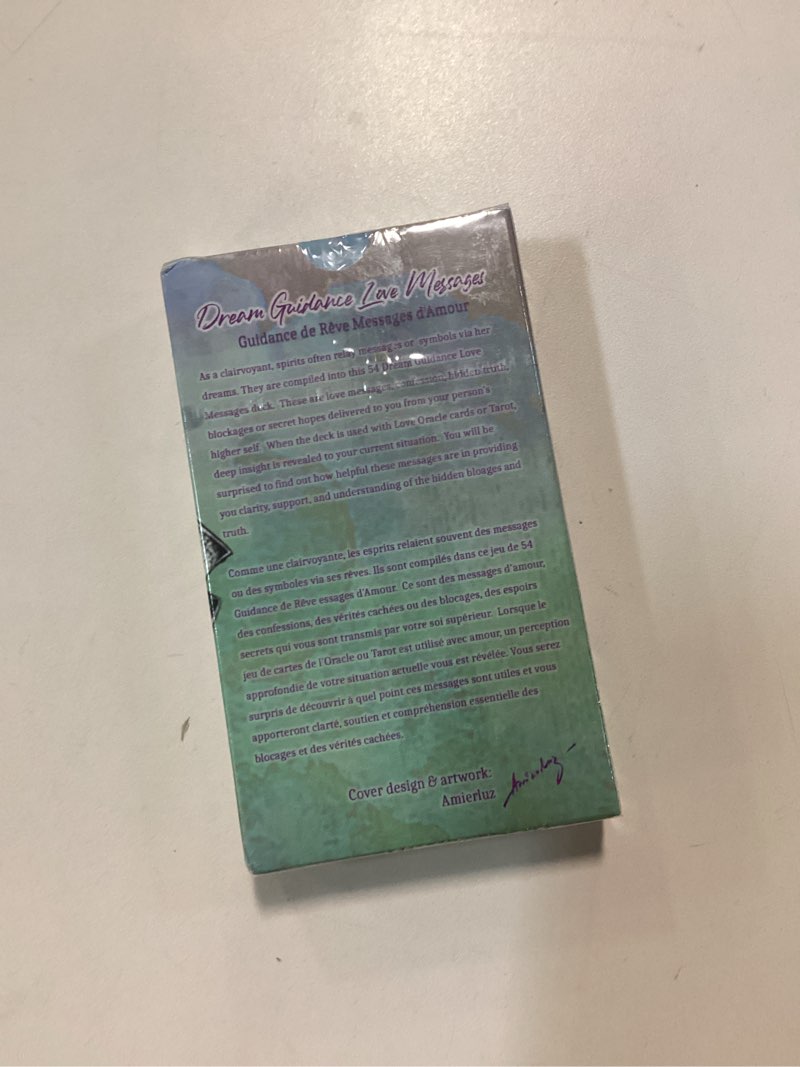 Dream Guidance Love Messages
Guidance de Rêve Messages d'Amour
As a clairvoyant, spirits often relay messages or symbols via her
dreams. They are compiled into this 54 Dream Guidance Love
Messages deck. These are love messages, confession, hidden truth,
blockages or secret hopes delivered to you from your person's
higher self. When the deck is used with Love Oracle cards or Tarot,
deep insight is revealed to your current situation. You will be
surprised to find out how helpful these messages are in providing
you clarity, support, and understanding of the hidden bloages and
truth.
Comme une clairvoyante, les esprits relaient souvent des messages
ou des symboles via ses rêves. Ils sont compilés dans ce jeu de 54
Guidance de Rêve essages d'Amour. Ce sont des messages d'amour,
des confessions, des vérités cachées ou des blocages, des espoirs
secrets qui vous sont transmis par votre soi supérieur. Lorsque le
jeu de cartes de l'Oracle ou Tarot est utilisé avec amour, un perception
approfondie de votre situation actuelle vous est révélée. Vous serez
surpris de découvrir à quel point ces messages sont utiles et vous
apporteront clarté, soutien et compréhension essentielle des
blocages et des vérités cachées.
Cover design & artwork:
Amierluz
Amierluz